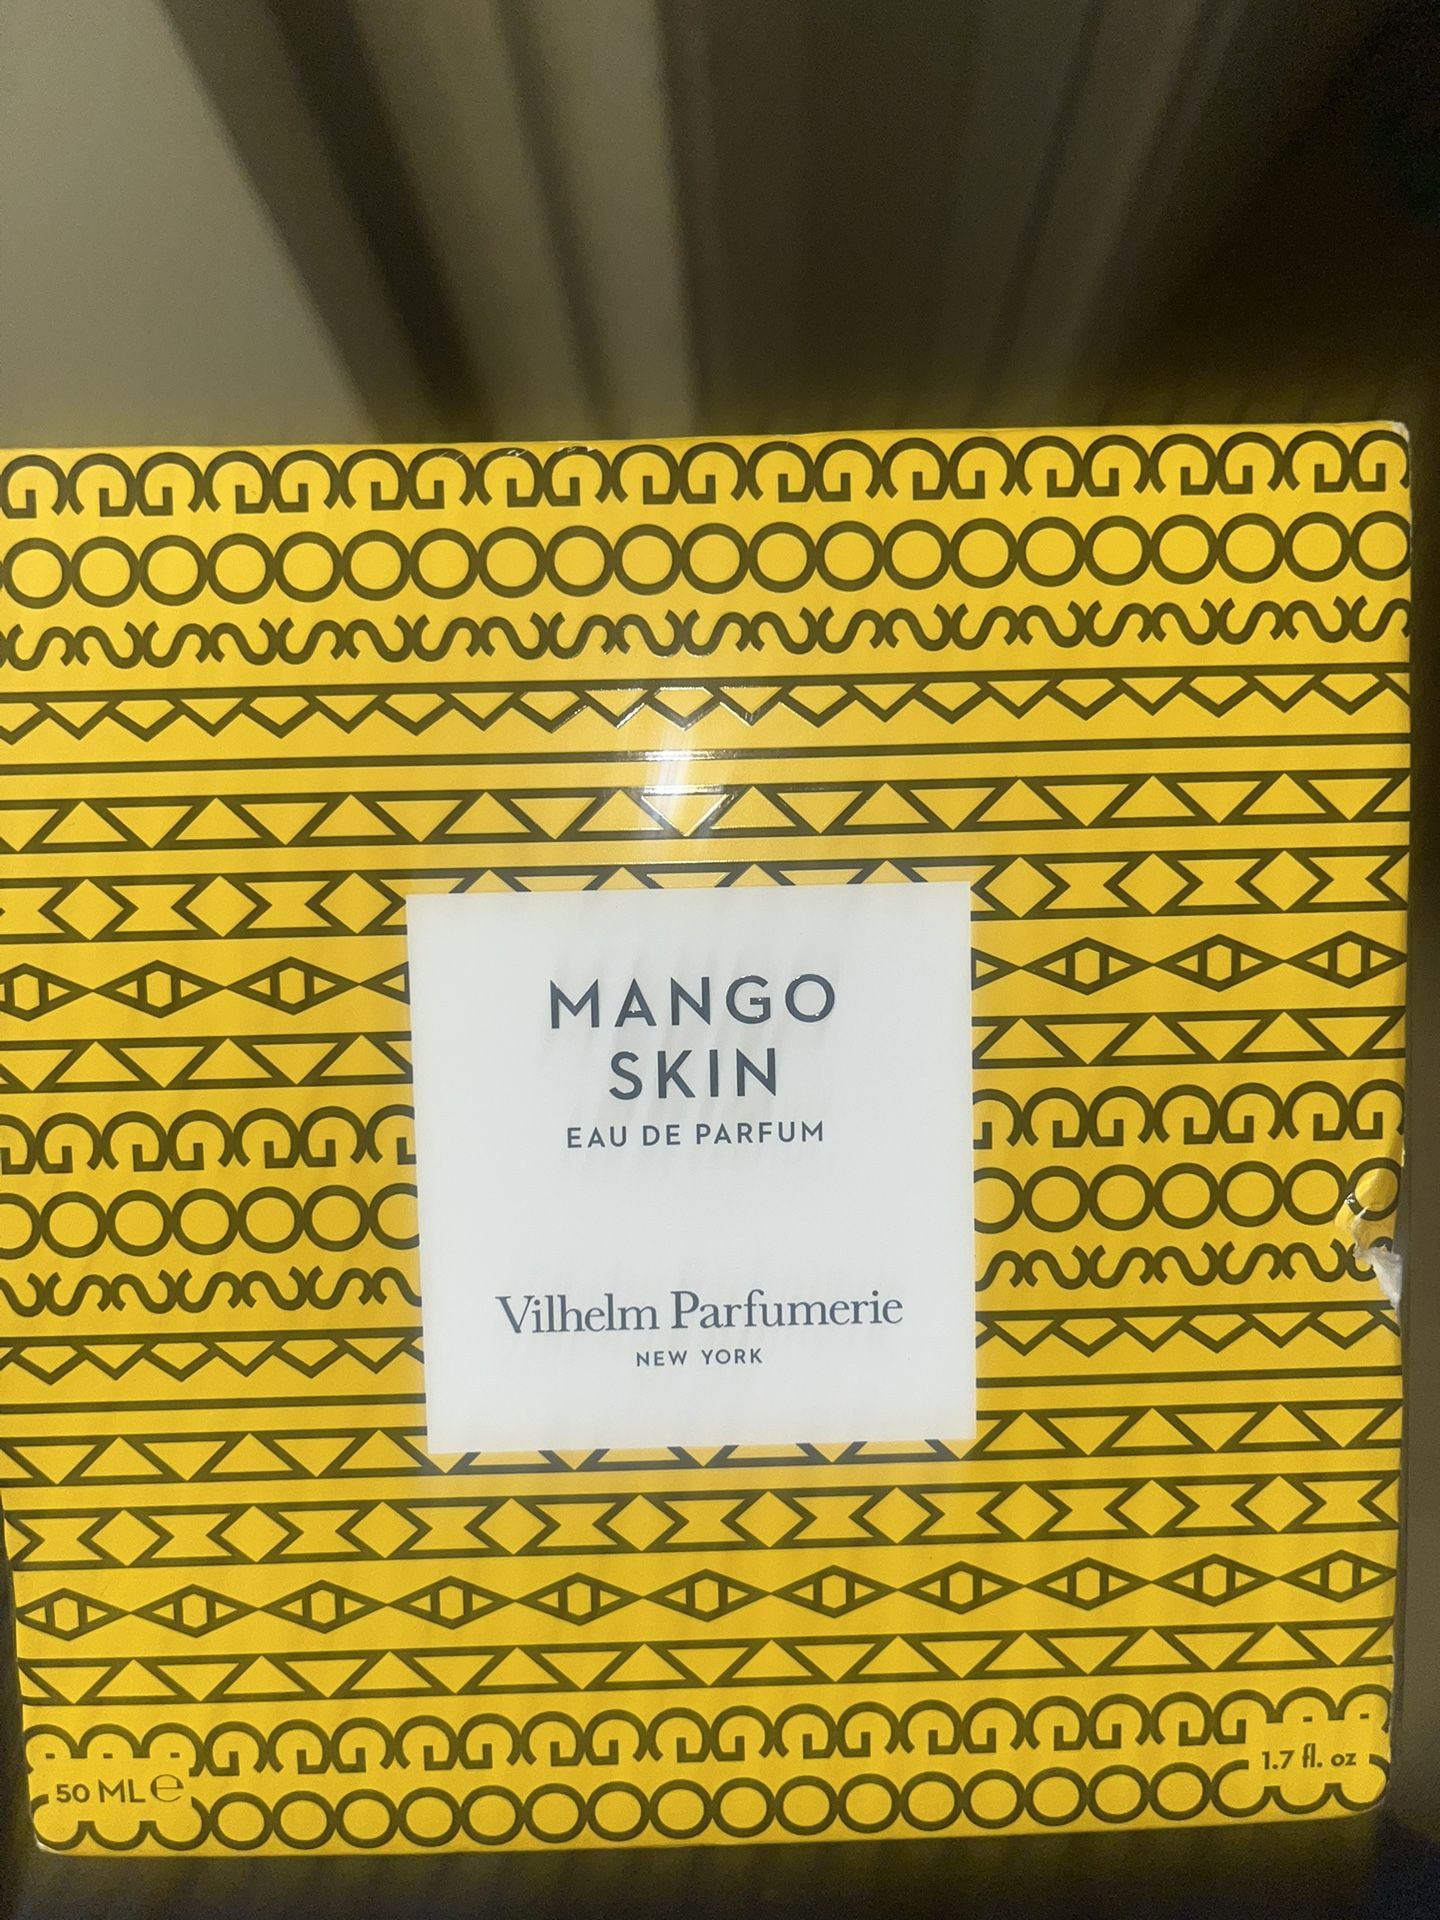 MANGO
SKIN
EAU DE PARFUM
Vilhelm Parfumerie
NEW YORK
50 ML ℮
1.7 fl. oz